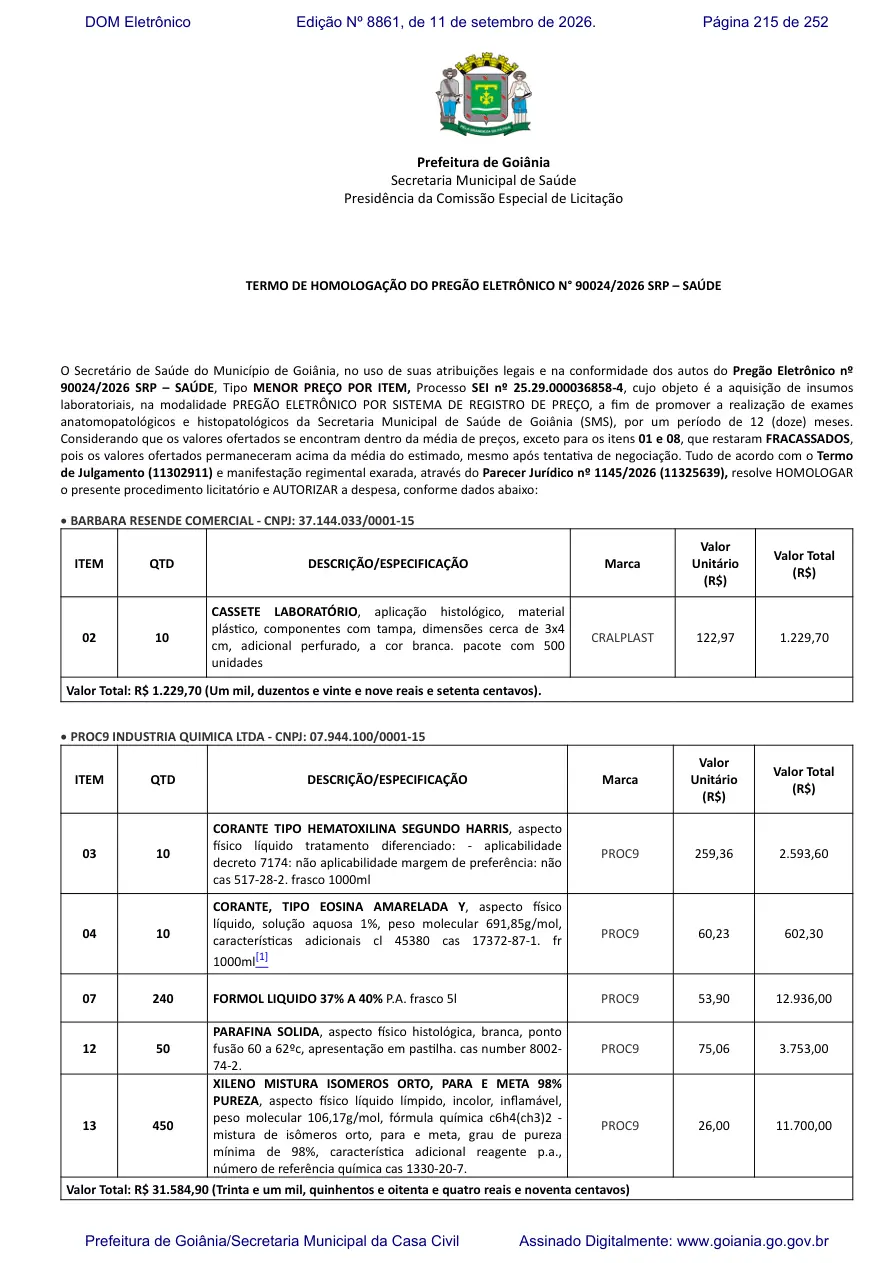 DOM Eletrônico Edição Nº 8861, de 11 de setembro de 2026. Página 215 de 252
Prefeitura de Goiânia
Secretaria Municipal de Saúde
Presidência da Comissão Especial de Licitação
TERMO DE HOMOLOGAÇÃO DO PREGÃO ELETRÔNICO N° 90024/2026 SRP – SAÚDE
O Secretário de Saúde do Município de Goiânia, no uso de suas atribuições legais e na conformidade dos autos do Pregão Eletrônico nº
90024/2026 SRP – SAÚDE, Tipo MENOR PREÇO POR ITEM, Processo SEI nº 25.29.000036858-4, cujo objeto é a aquisição de insumos
laboratoriais, na modalidade PREGÃO ELETRÔNICO POR SISTEMA DE REGISTRO DE PREÇO, a fim de promover a realização de exames
anatomopatológicos e histopatológicos da Secretaria Municipal de Saúde de Goiânia (SMS), por um período de 12 (doze) meses.
Considerando que os valores ofertados se encontram dentro da média de preços, exceto para os itens 01 e 08, que restaram FRACASSADOS,
pois os valores ofertados permaneceram acima da média do estimado, mesmo após tentativa de negociação. Tudo de acordo com o Termo
de Julgamento (11302911) e manifestação regimental exarada, através do Parecer Jurídico nº 1145/2026 (11325639), resolve HOMOLOGAR
o presente procedimento licitatório e AUTORIZAR a despesa, conforme dados abaixo:
• BARBARA RESENDE COMERCIAL - CNPJ: 37.144.033/0001-15
ITEM QTD DESCRIÇÃO/ESPECIFICAÇÃO Marca Valor Unitário (R$) Valor Total (R$)
02 10 CASSETE LABORATÓRIO, aplicação histológico, material
plástico, componentes com tampa, dimensões cerca de 3x4
cm, adicional perfurado, a cor branca. pacote com 500
unidades CRALPLAST 122,97 1.229,70
Valor Total: R$ 1.229,70 (Um mil, duzentos e vinte e nove reais e setenta centavos).
• PROC9 INDUSTRIA QUIMICA LTDA - CNPJ: 07.944.100/0001-15
ITEM QTD DESCRIÇÃO/ESPECIFICAÇÃO Marca Valor Unitário (R$) Valor Total (R$)
03 10 CORANTE TIPO HEMATOXILINA SEGUNDO HARRIS, aspecto
físico líquido tratamento diferenciado: - aplicabilidade
decreto 7174: não aplicabilidade margem de preferência: não
cas 517-28-2. frasco 1000ml PROC9 259,36 2.593,60
04 10 CORANTE, TIPO EOSINA AMARELADA Y, aspecto físico
líquido, solução aquosa 1%, peso molecular 691,85g/mol,
características adicionais cl 45380 cas 17372-87-1. fr
1000ml[1] PROC9 60,23 602,30
07 240 FORMOL LIQUIDO 37% A 40% P.A. frasco 5l PROC9 53,90 12.936,00
12 50 PARAFINA SOLIDA, aspecto físico histológica, branca, ponto
fusão 60 a 62ºc, apresentação em pastilha. cas number 8002-
74-2. PROC9 75,06 3.753,00
13 450 XILENO MISTURA ISOMEROS ORTO, PARA E META 98%
PUREZA, aspecto físico líquido límpido, incolor, inflamável,
peso molecular 106,17g/mol, fórmula química c6h4(ch3)2 -
mistura de isômeros orto, para e meta, grau de pureza
mínima de 98%, característica adicional reagente p.a.,
número de referência química cas 1330-20-7. PROC9 26,00 11.700,00
Valor Total: R$ 31.584,90 (Trinta e um mil, quinhentos e oitenta e quatro reais e noventa centavos)
Prefeitura de Goiânia/Secretaria Municipal da Casa Civil Assinado Digitalmente: www.goiania.go.gov.br